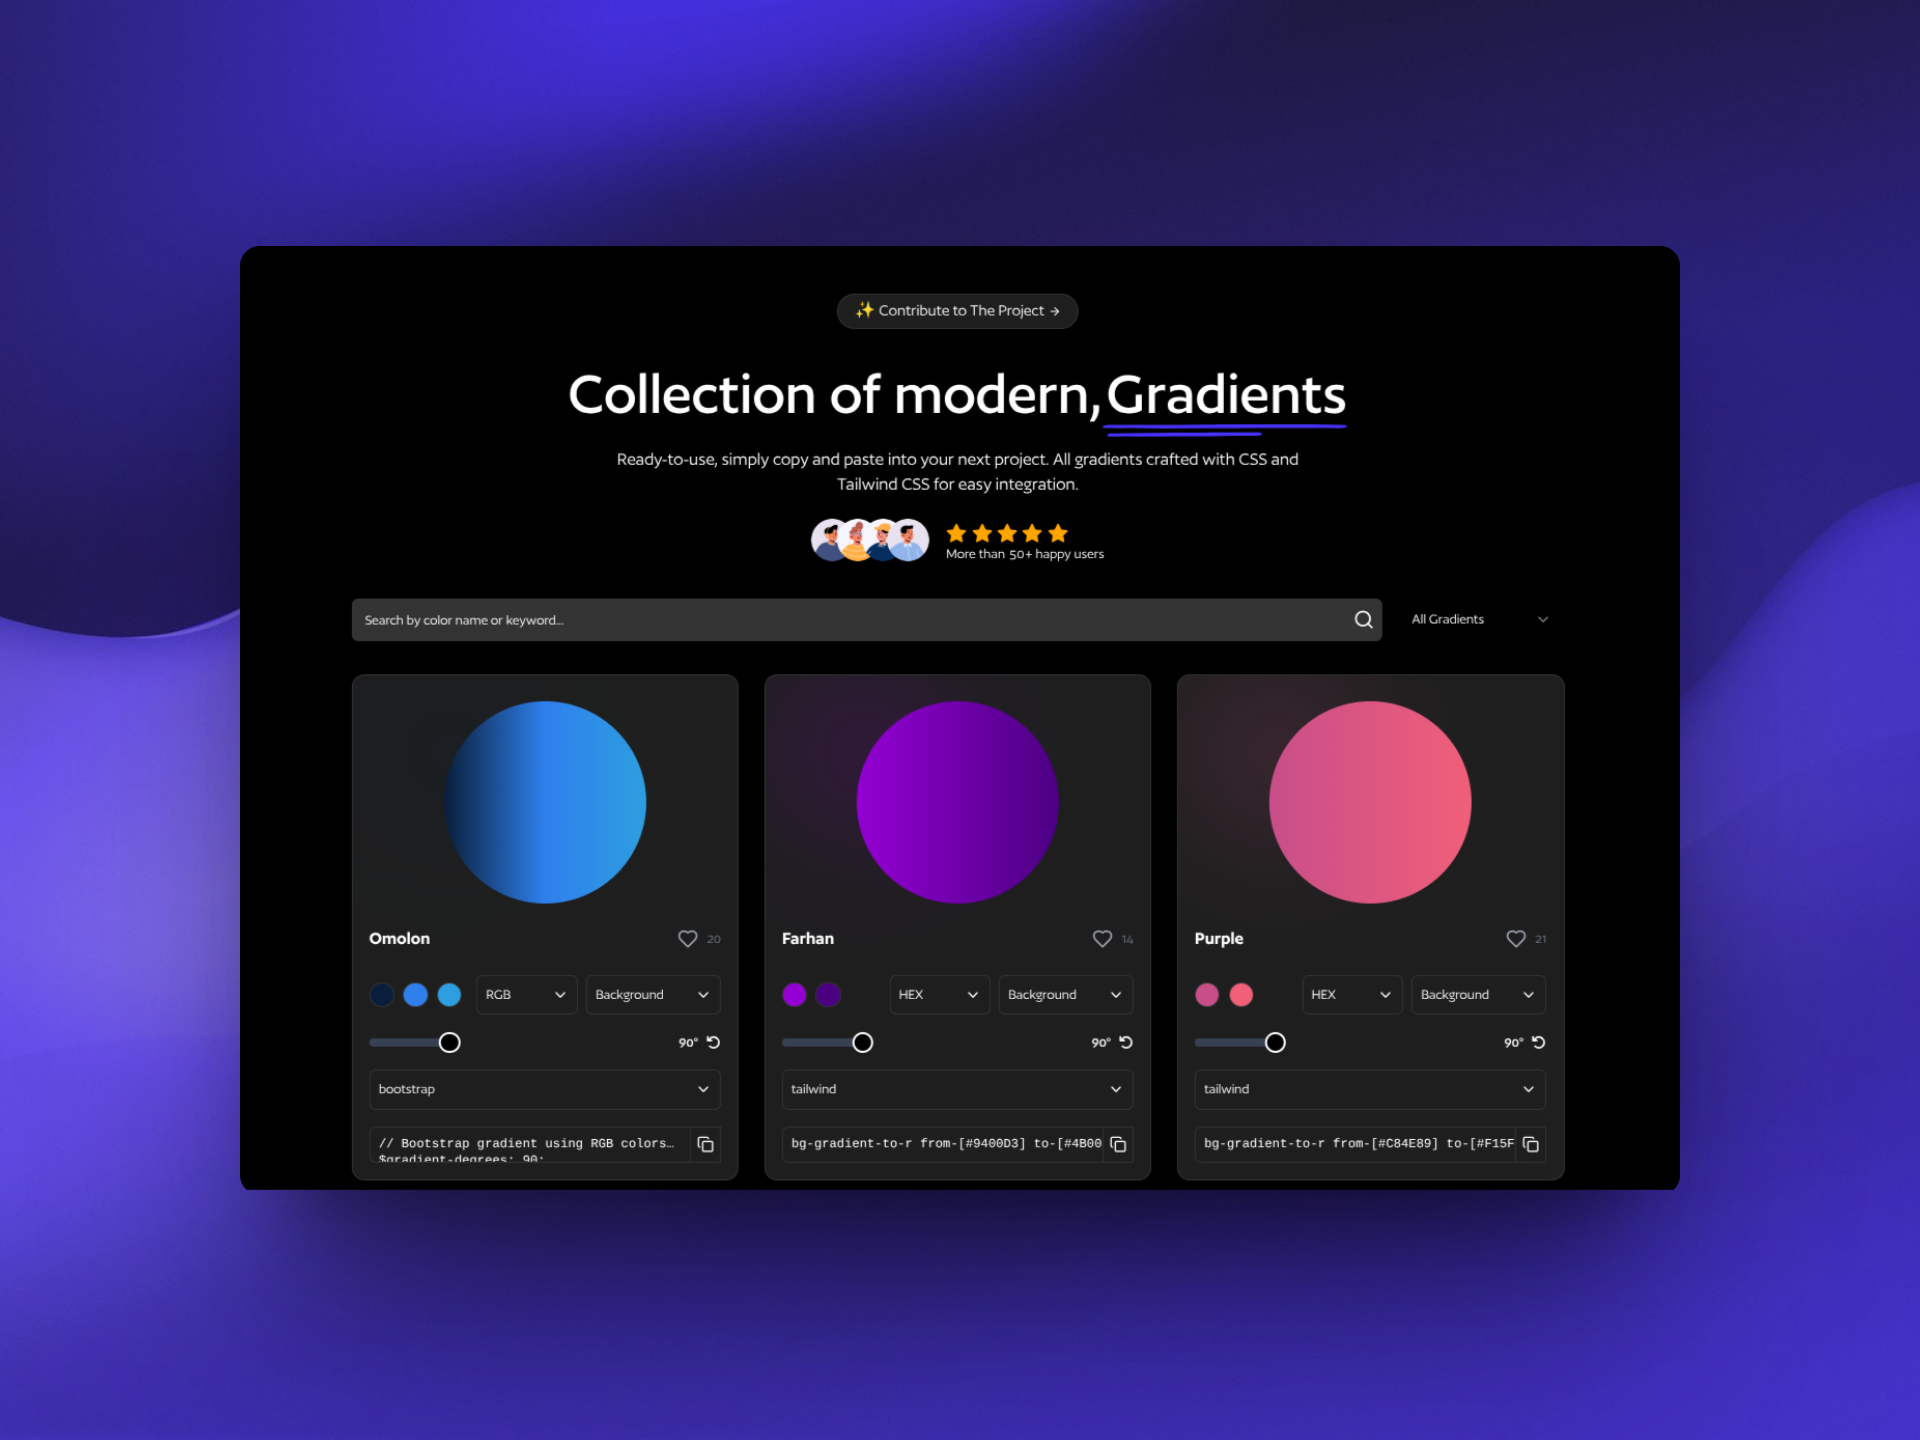 ✨ Contribute to The Project →
Collection of modern, Gradients
Ready-to-use, simply copy and paste into your next project. All gradients crafted with CSS and
Tailwind CSS for easy integration.
More than 50+ happy users
Search by color name or keyword...
All Gradients
Omolon
20
RGB
Background
90°
bootstrap
// Bootstrap gradient using RGB colors…
$gradient-degrees: 90;
Farhan
14
HEX
Background
90°
tailwind
bg-gradient-to-r from-[#9400D3] to-[#4B00
Purple
21
HEX
Background
90°
tailwind
bg-gradient-to-r from-[#C84E89] to-[#F15F